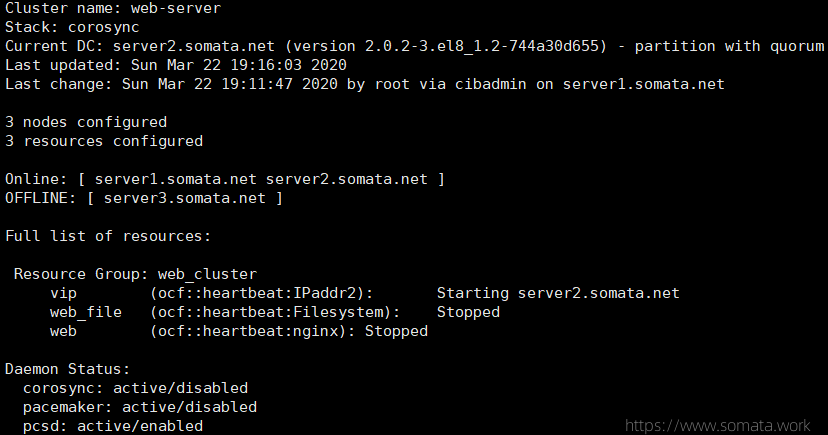 Cluster name: web-server
Stack: corosync
Current DC: server2.somata.net (version 2.0.2-3.el8_1.2-744a30d655) - partition with quorum
Last updated: Sun Mar 22 19:16:03 2020
Last change: Sun Mar 22 19:11:47 2020 by root via cibadmin on server1.somata.net
3 nodes configured
3 resources configured
Online: [ server1.somata.net server2.somata.net ]
OFFLINE: [ server3.somata.net ]
Full list of resources:
Resource Group: web_cluster
vip (ocf::heartbeat:IPaddr2): Starting server2.somata.net
web_file (ocf::heartbeat:Filesystem): Stopped
web (ocf::heartbeat:nginx): Stopped
Daemon Status:
corosync: active/disabled
pacemaker: active/disabled
pcsd: active/enabled
https://www.somata.work